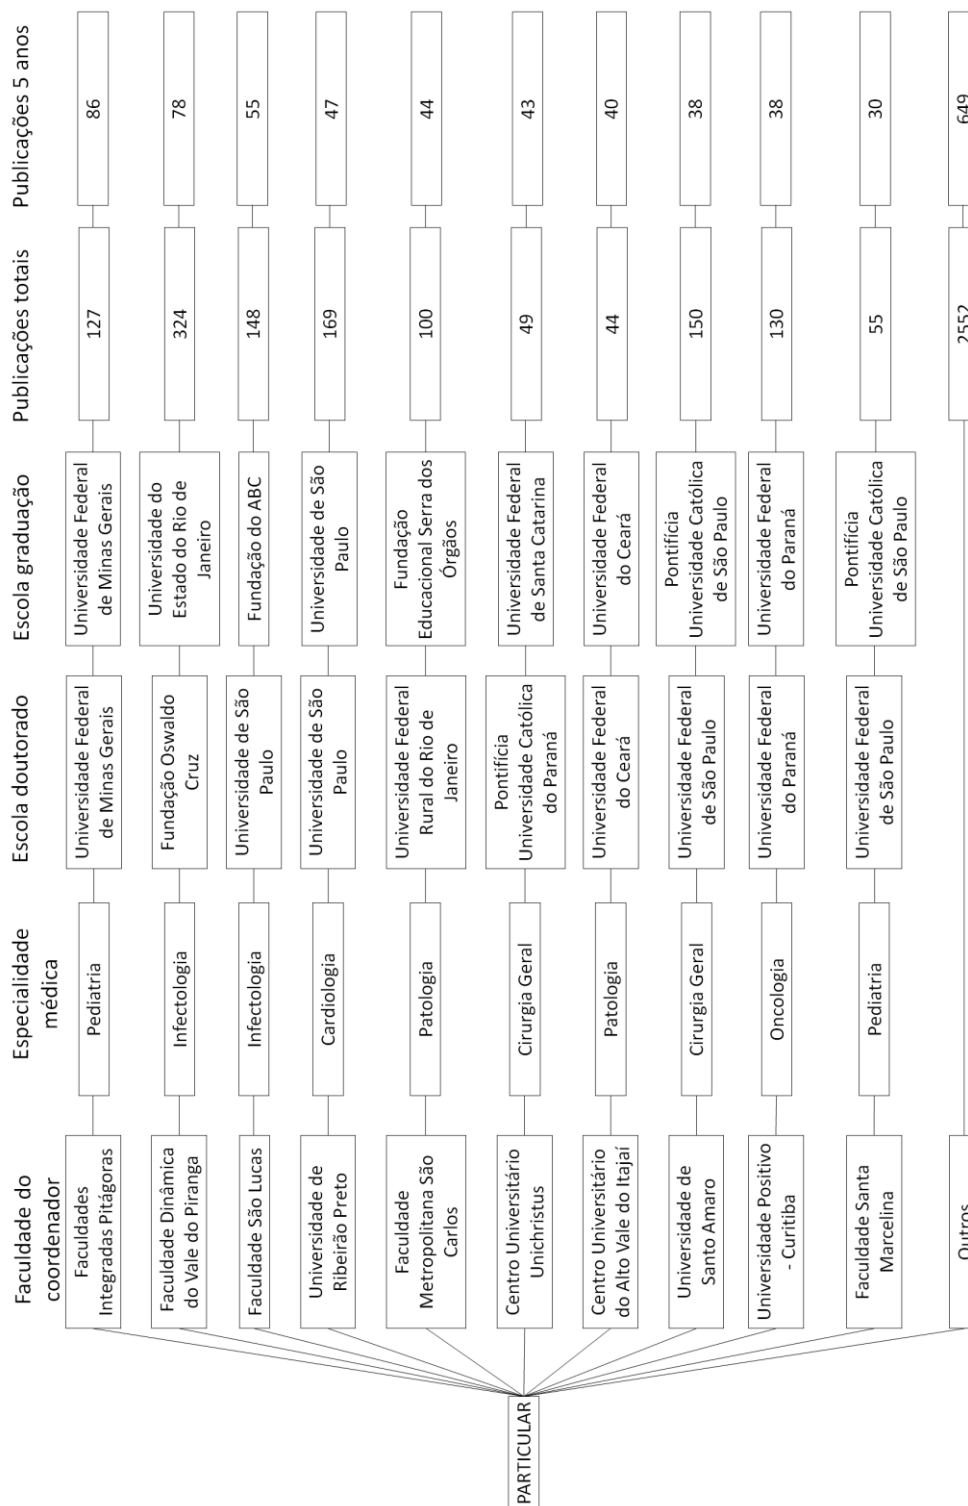 Faculdade do
coordenador
Especialidade
médica
Escola doutorado
Escola graduação
Publicações totais
Publicações 5 anos
PARTICULAR
Faculdades
Integradas Pitágoras
Pediatria
Universidade Federal
de Minas Gerais
Universidade Federal
de Minas Gerais
127
86
Faculdade Dinâmica
do Vale do Piranga
Infectologia
Fundação Oswaldo
Cruz
Universidade do
Estado do Rio de
Janeiro
324
78
Faculdade São Lucas
Infectologia
Universidade de São
Paulo
Fundação do ABC
148
55
Universidade de
Ribeirão Preto
Cardiologia
Universidade de São
Paulo
Universidade de São
Paulo
169
47
Faculdade
Metropolitana São
Carlos
Patologia
Universidade Federal
Rural do Rio de
Janeiro
Fundação
Educacional Serra dos
Órgãos
100
44
Centro Universitário
Unichristus
Cirurgia Geral
Pontifícia
Universidade Católica
do Paraná
Universidade Federal
de Santa Catarina
49
43
Centro Universitário
do Alto Vale do Itajaí
Patologia
Universidade Federal
do Ceará
Universidade Federal
do Ceará
44
40
Universidade de
Santo Amaro
Cirurgia Geral
Universidade Federal
de São Paulo
Pontifícia
Universidade Católica
de São Paulo
150
38
Universidade Positivo
- Curitiba
Oncologia
Universidade Federal
do Paraná
Universidade Federal
do Paraná
130
38
Faculdade Santa
Marcelina
Pediatria
Universidade Federal
de São Paulo
Pontifícia
Universidade Católica
de São Paulo
55
30
Outros
2552
649